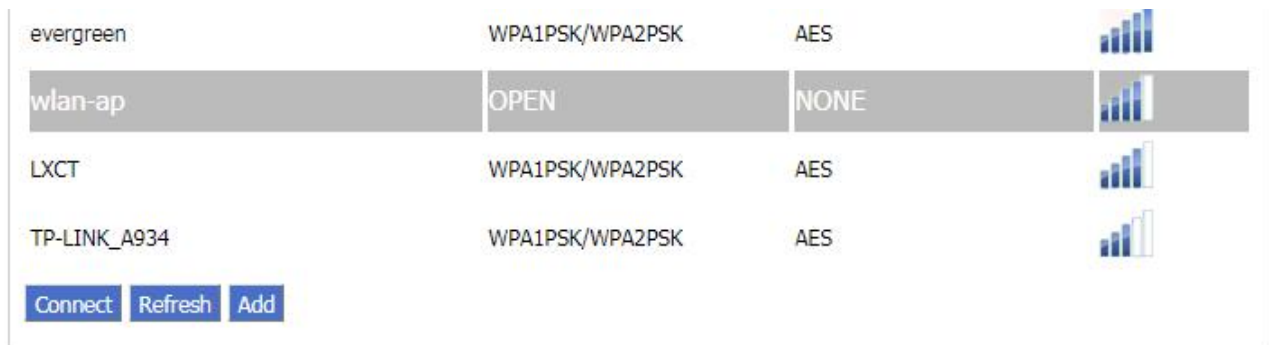 evergreen WPA1PSK/WPA2PSK AES
wlan-ap OPEN NONE
LXCT WPA1PSK/WPA2PSK AES
TP-LINK_A934 WPA1PSK/WPA2PSK AES
Connect Refresh Add